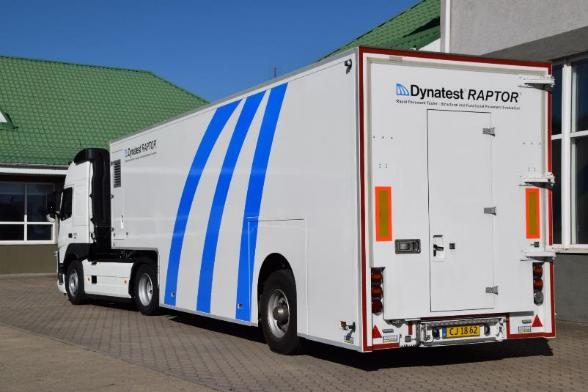 Dynatest RAPTOR
Rapid Pavement Tester - Structural and Functional Pavement Evaluation
Dynatest RAPTOR
CJ 18 62